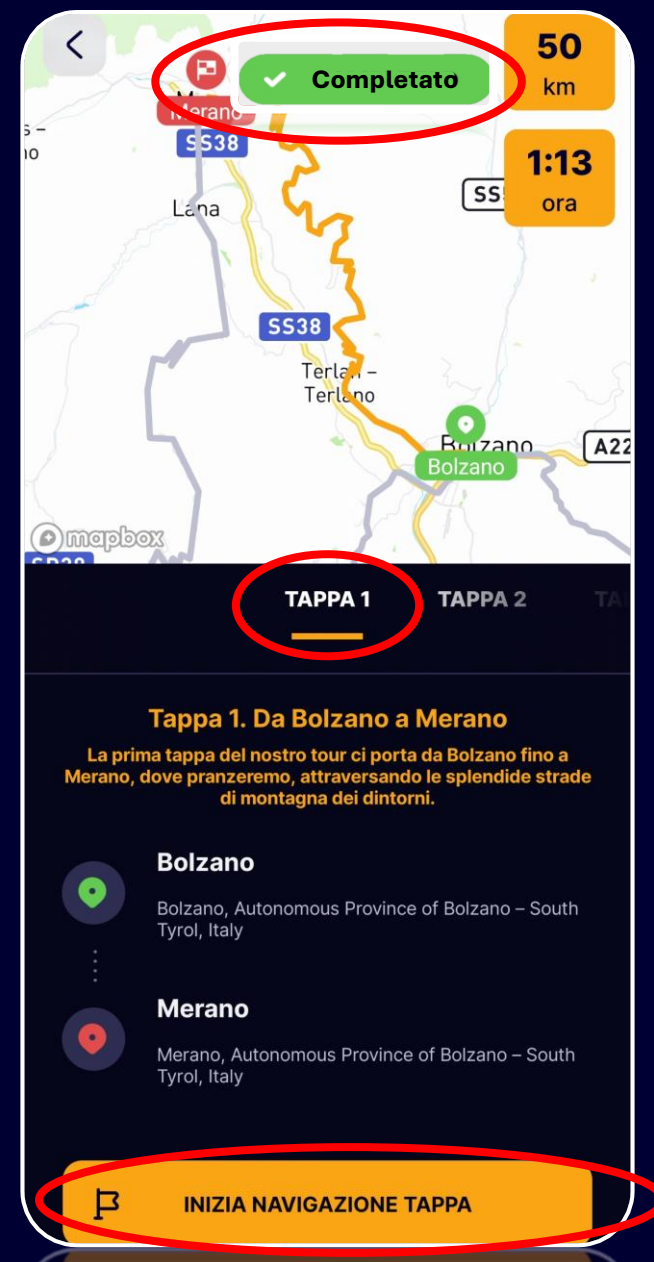 Completato
50
km
Merano
SS38
1:13
ora
SS
Lana
SS38
Terlan –
Terlano
Bolzano
A22
Bolzano
mapbox
TAPPA 1
TAPPA 2
TA
Tappa 1. Da Bolzano a Merano
La prima tappa del nostro tour ci porta da Bolzano fino a
Merano, dove pranzeremo, attraversando le splendide strade
di montagna dei dintorni.
Bolzano
Bolzano, Autonomous Province of Bolzano – South
Tyrol, Italy
Merano
Merano, Autonomous Province of Bolzano – South
Tyrol, Italy
INIZIA NAVIGAZIONE TAPPA